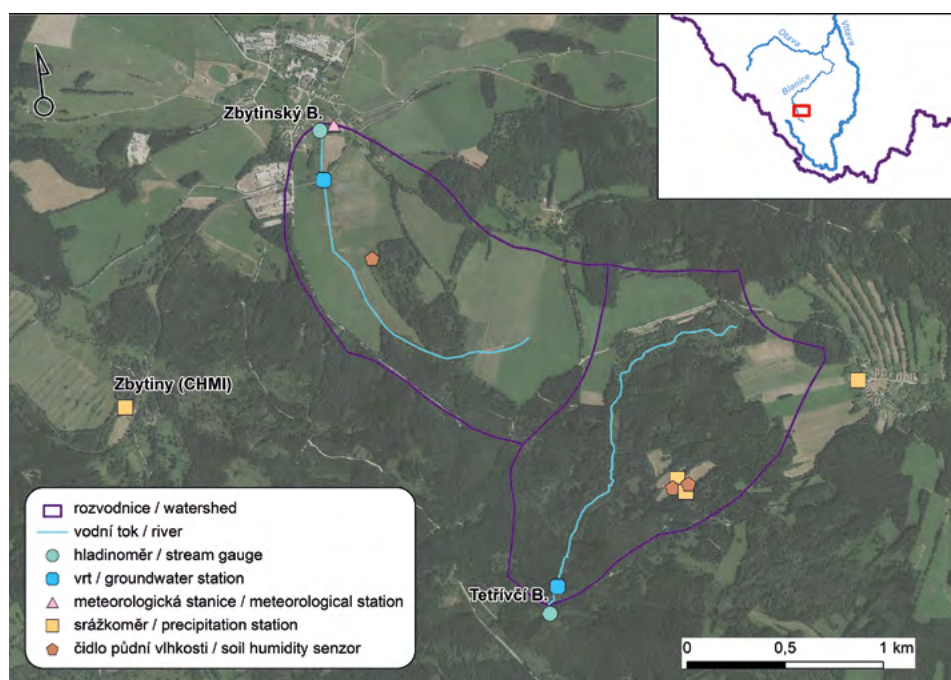 Otava
Vltava
Blanice
Zbytinský B.
Zbytiny (CHMI)
Tetřívčí B.
rozvodnice / watershed
vodní tok / river
hladinoměr / stream gauge
vrt / groundwater station
meteorologická stanice / meteorological station
srážkoměr / precipitation station
čidlo půdní vlhkosti / soil humidity senzor
0 0,5 1 km